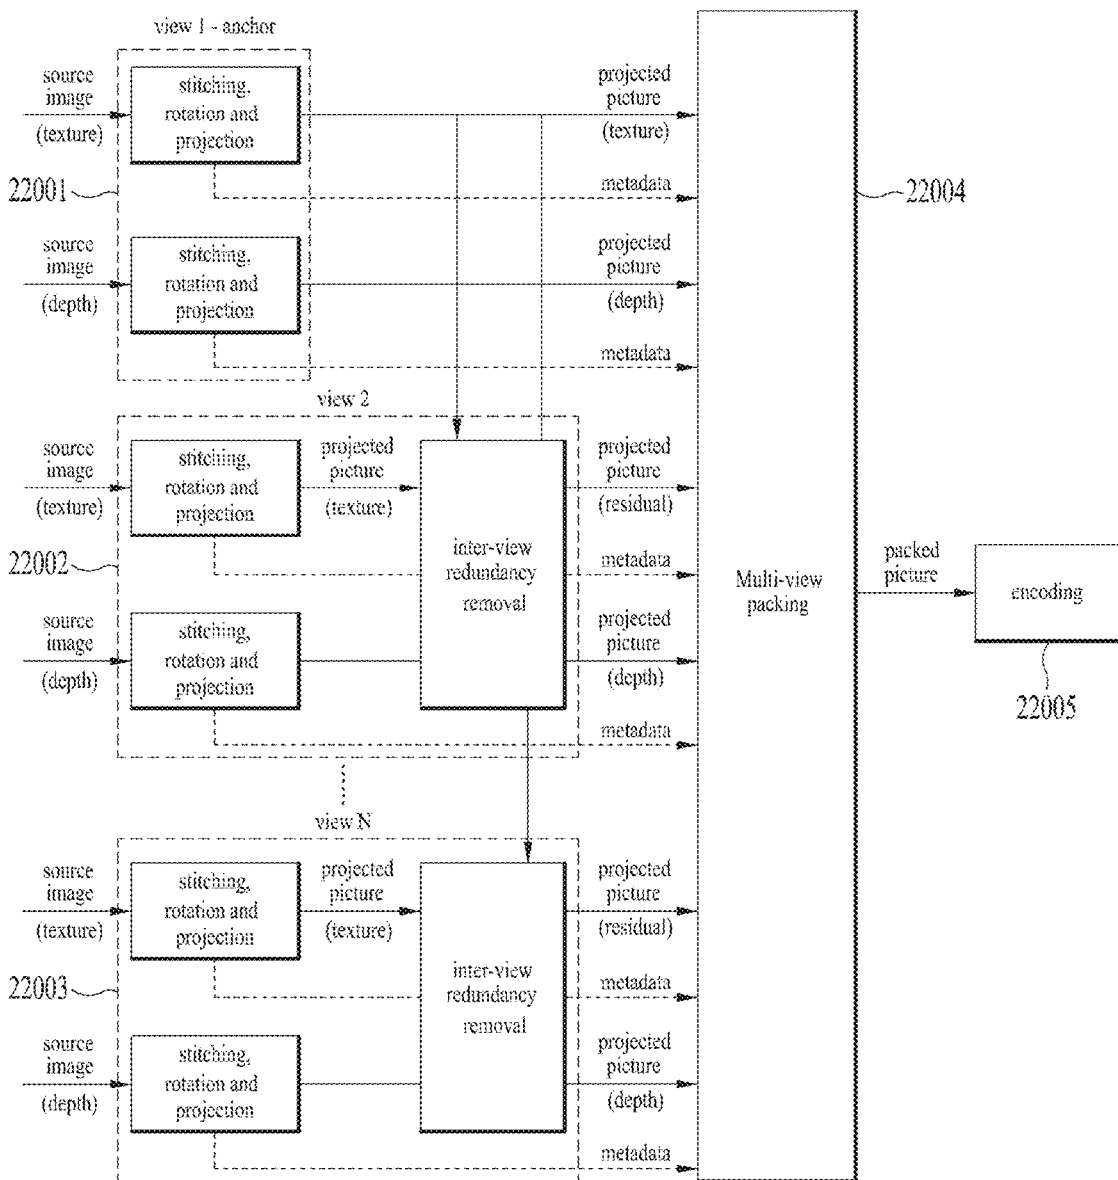 view 1 - anchor
source
image
(texture)
stitching,
rotation and
projection
projected
picture
(texture)
metadata
22001
22004
source
image
(depth)
stitching,
rotation and
projection
projected
picture
(depth)
metadata
view 2
source
image
(texture)
stitching,
rotation and
projection
projected
picture
(texture)
projected
picture
(residual)
22002
inter-view
redundancy
removal
metadata
source
image
(depth)
stitching,
rotation and
projection
projected
picture
(depth)
metadata
Multi-view
packing
packed
picture
encoding
22005
view N
source
image
(texture)
stitching,
rotation and
projection
projected
picture
(texture)
projected
picture
(residual)
22003
inter-view
redundancy
removal
metadata
source
image
(depth)
stitching,
rotation and
projection
projected
picture
(depth)
metadata